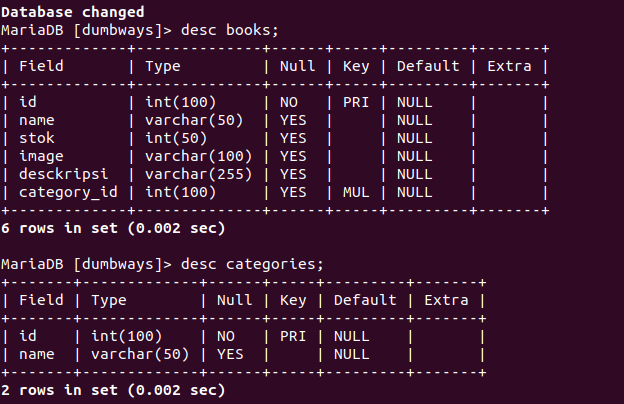 Database changed
MariaDB [dumbways]> desc books;
+-------------+--------------+------+-----+---------+-------+
| Field       | Type         | Null | Key | Default | Extra |
+-------------+--------------+------+-----+---------+-------+
| id          | int(100)     | NO   | PRI | NULL    |       |
| name        | varchar(50)  | YES  |     | NULL    |       |
| stok        | int(50)      | YES  |     | NULL    |       |
| image       | varchar(100) | YES  |     | NULL    |       |
| desckripsi  | varchar(255) | YES  |     | NULL    |       |
| category_id | int(100)     | YES  | MUL | NULL    |       |
+-------------+--------------+------+-----+---------+-------+
6 rows in set (0.002 sec)

MariaDB [dumbways]> desc categories;
+-------+-------------+------+-----+---------+-------+
| Field | Type        | Null | Key | Default | Extra |
+-------+-------------+------+-----+---------+-------+
| id    | int(100)    | NO   | PRI | NULL    |       |
| name  | varchar(50) | YES  |     | NULL    |       |
+-------+-------------+------+-----+---------+-------+
2 rows in set (0.002 sec)